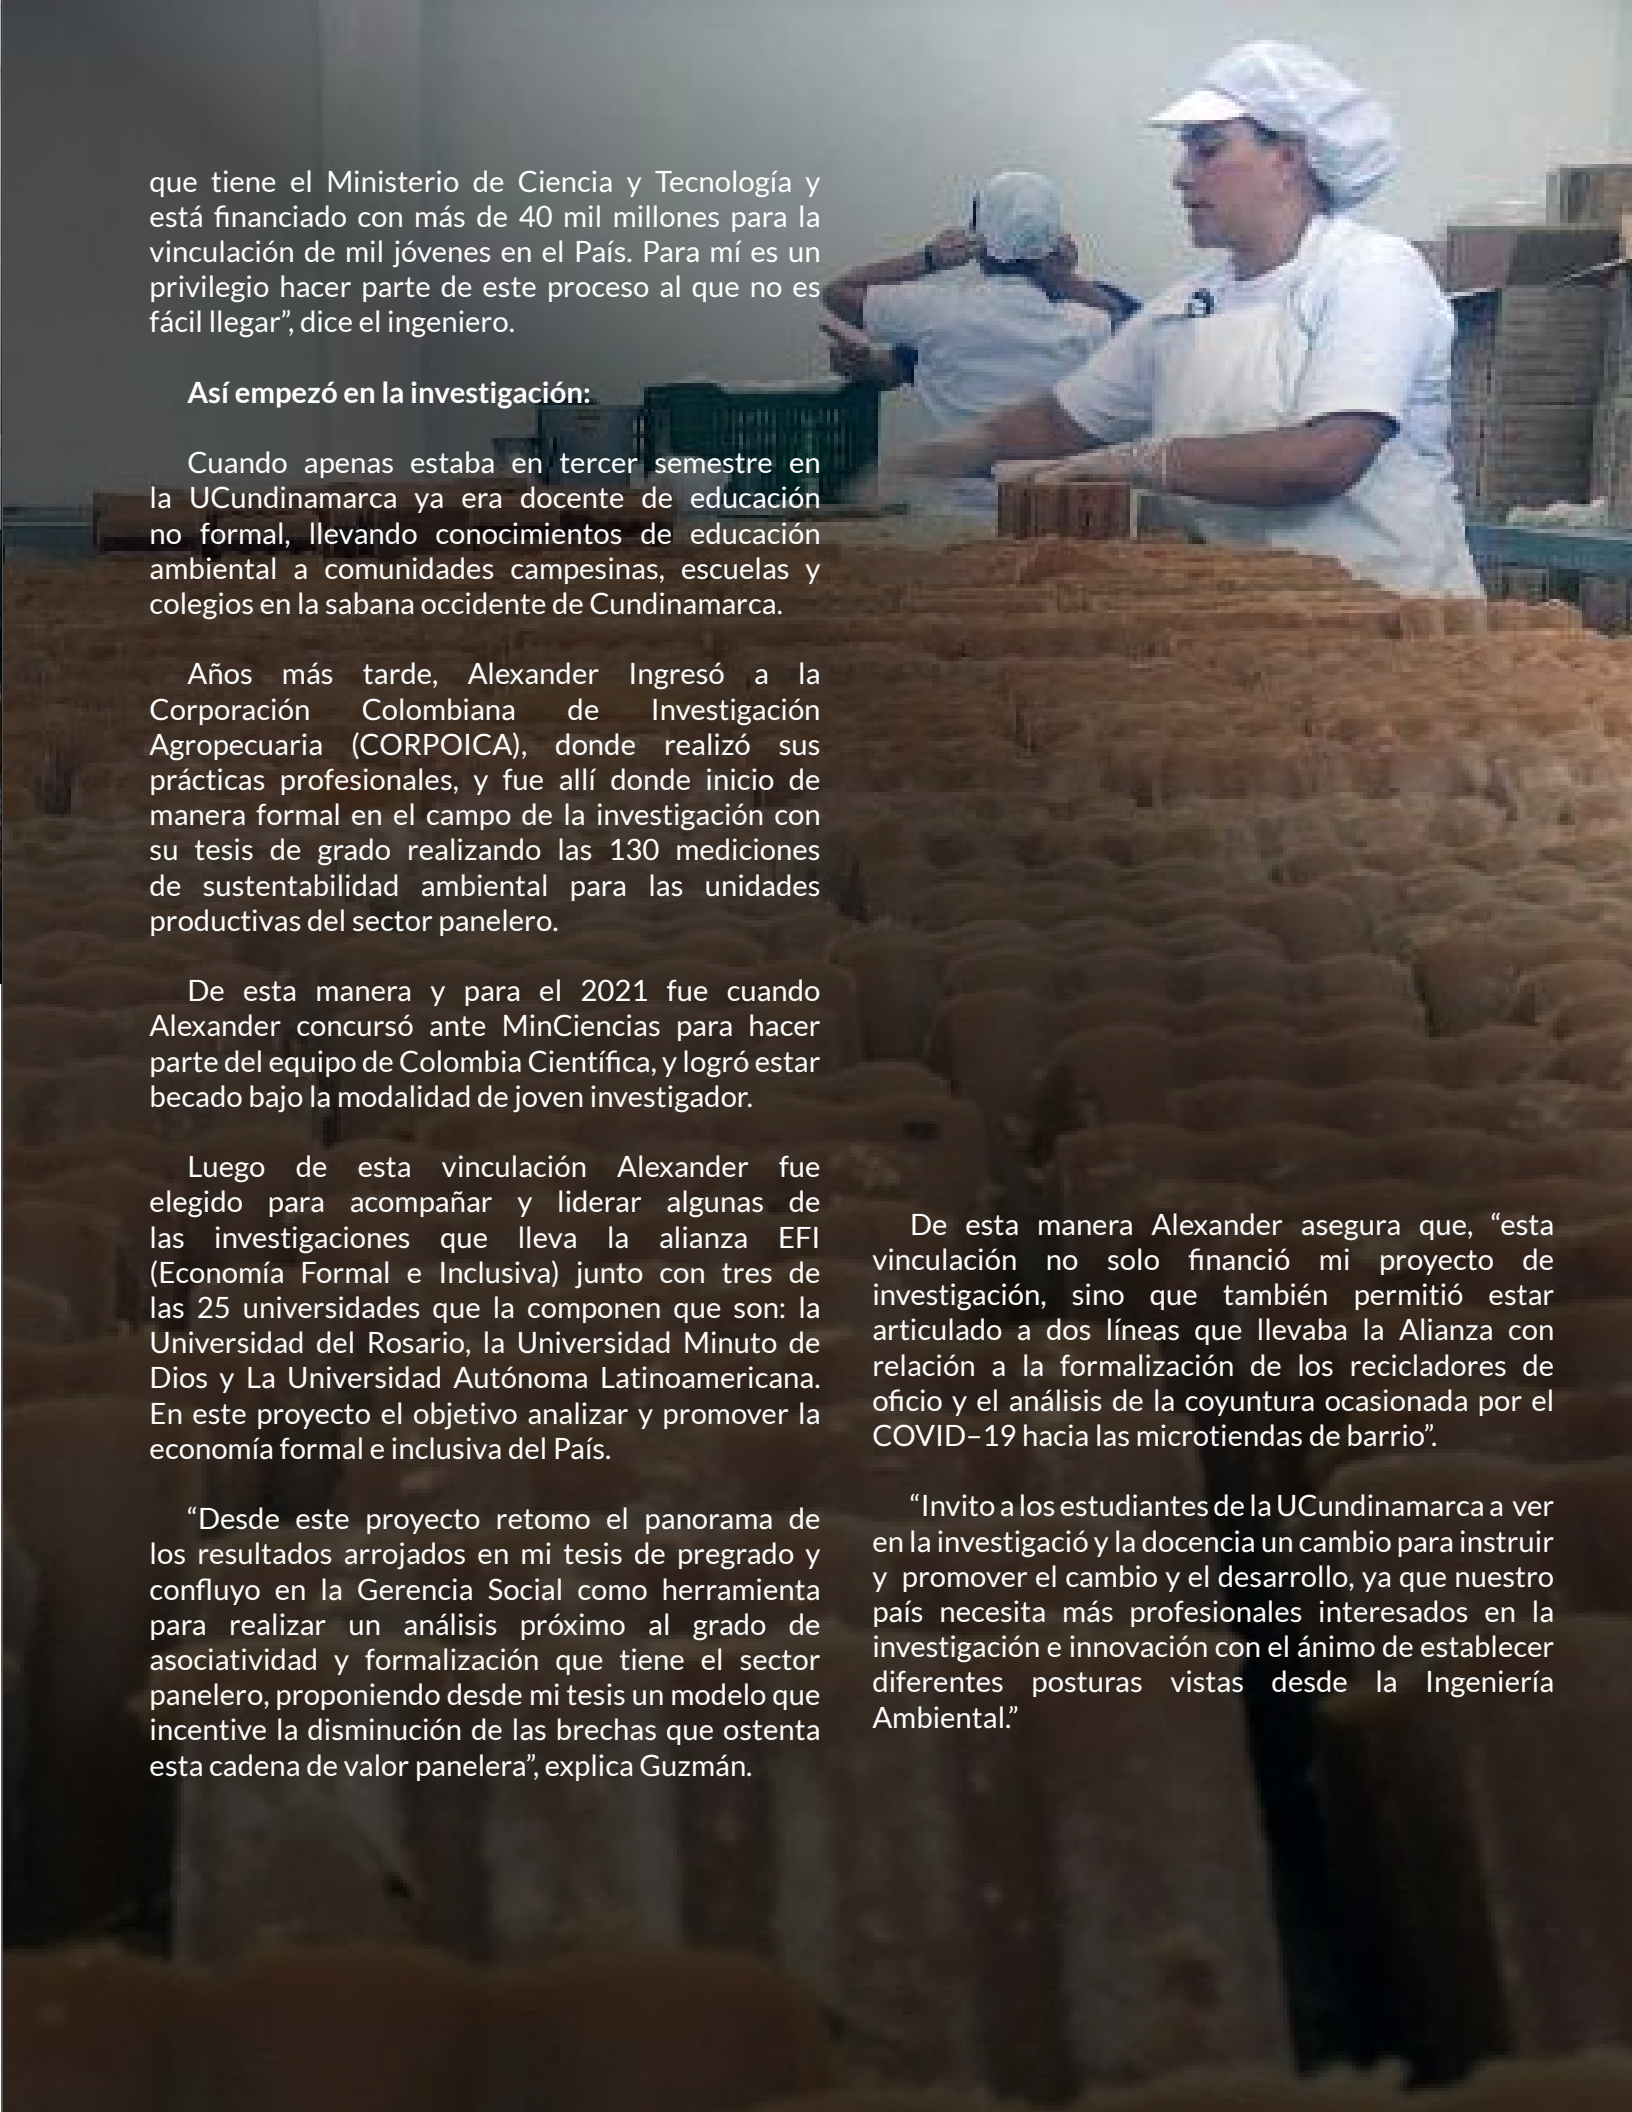 que tiene el Ministerio de Ciencia y Tecnología y
está financiado con más de 40 mil millones para la
vinculación de mil jóvenes en el País. Para mí es un
privilegio hacer parte de este proceso al que no es
fácil llegar”, dice el ingeniero.
Así empezó en la investigación:
Cuando apenas estaba en tercer semestre en
la UCundinamarca ya era docente de educación
no formal, llevando conocimientos de educación
ambiental a comunidades campesinas, escuelas y
colegios en la sabana occidente de Cundinamarca.
Años más tarde, Alexander Ingresó a la
Corporación Colombiana de Investigación
Agropecuaria (CORPOICA), donde realizó sus
prácticas profesionales, y fue allí donde inicio de
manera formal en el campo de la investigación con
su tesis de grado realizando las 130 mediciones
de sustentabilidad ambiental para las unidades
productivas del sector panelero.
De esta manera y para el 2021 fue cuando
Alexander concursó ante MinCiencias para hacer
parte del equipo de Colombia Científica, y logró estar
becado bajo la modalidad de joven investigador.
Luego de esta vinculación Alexander fue
elegido para acompañar y liderar algunas de
las investigaciones que lleva la alianza EFI
(Economía Formal e Inclusiva) junto con tres de
las 25 universidades que la componen que son: la
Universidad del Rosario, la Universidad Minuto de
Dios y La Universidad Autónoma Latinoamericana.
En este proyecto el objetivo analizar y promover la
economía formal e inclusiva del País.
“Desde este proyecto retomo el panorama de
los resultados arrojados en mi tesis de pregrado y
confluyo en la Gerencia Social como herramienta
para realizar un análisis próximo al grado de
asociatividad y formalización que tiene el sector
panelero, proponiendo desde mi tesis un modelo que
incentive la disminución de las brechas que ostenta
esta cadena de valor panelera”, explica Guzmán.
De esta manera Alexander asegura que, “esta
vinculación no solo financió mi proyecto de
investigación, sino que también permitió estar
articulado a dos líneas que llevaba la Alianza con
relación a la formalización de los recicladores de
oficio y el análisis de la coyuntura ocasionada por el
COVID–19 hacia las microtiendas de barrio”.
“Invito a los estudiantes de la UCundinamarca a ver
en la investigació y la docencia un cambio para instruir
y promover el cambio y el desarrollo, ya que nuestro
país necesita más profesionales interesados en la
investigación e innovación con el ánimo de establecer
diferentes posturas vistas desde la Ingeniería
Ambiental.”